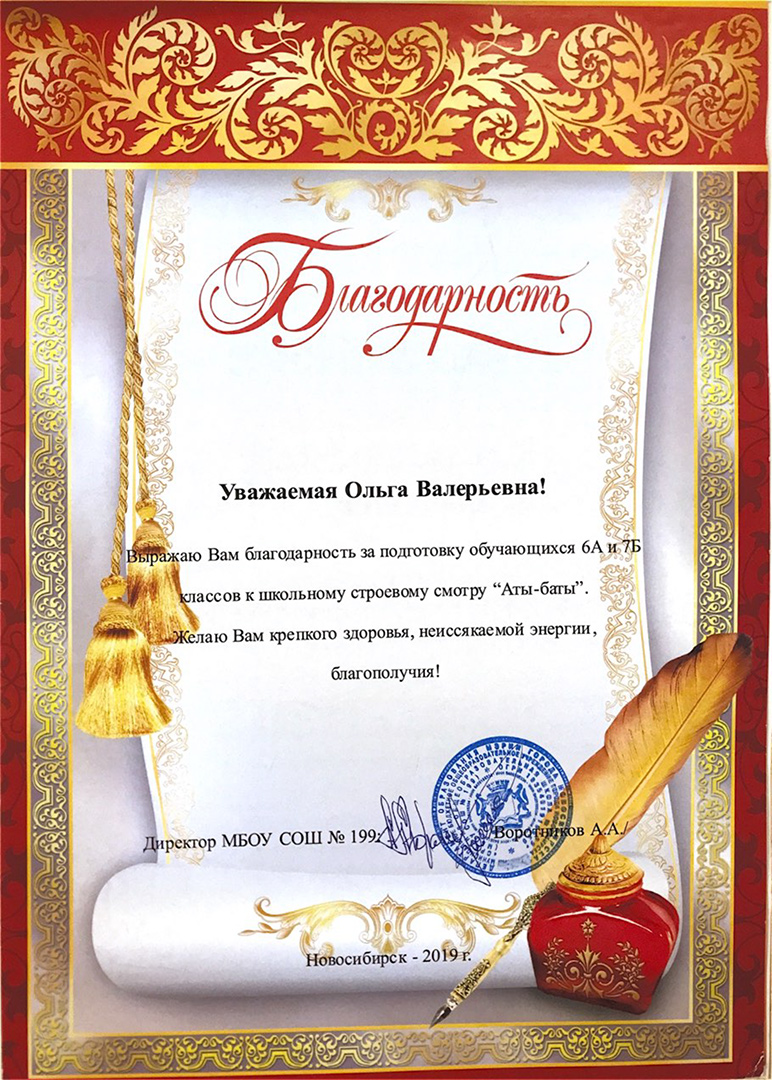 Благодарность
Уважаемая Ольга Валерьевна!
Выражаю Вам благодарность за подготовку обучающихся 6А и 7Б
классов к школьному строевому смотру “Аты-баты”.
Желаю Вам крепкого здоровья, неиссякаемой энергии,
благополучия!
Директор МБОУ СОШ № 199 /Воротников А.А./
Новосибирск - 2019 г.